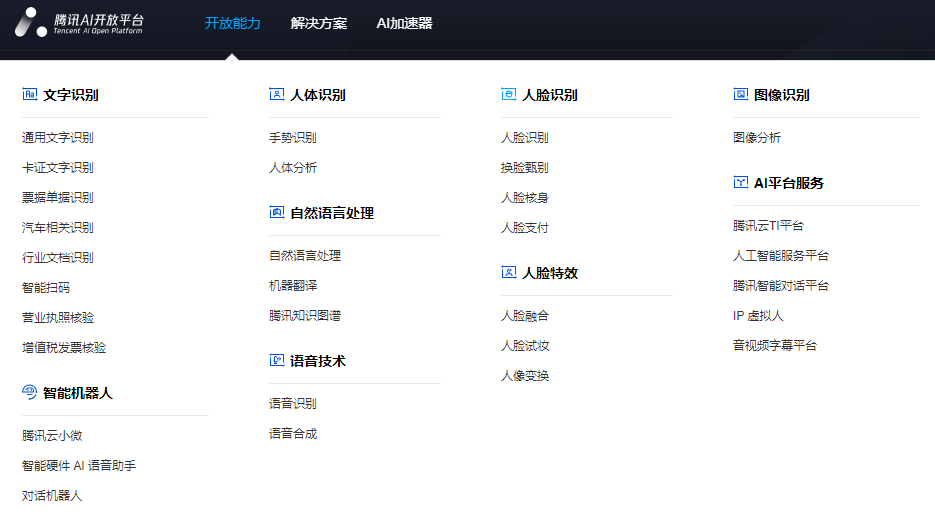 腾讯AI开放平台
Tencent AI Open Platform
开放能力
解决方案
AI加速器
文字识别
通用文字识别
卡证文字识别
票据单据识别
汽车相关识别
行业文档识别
智能扫码
营业执照核验
增值税发票核验
智能机器人
腾讯云小微
智能硬件 AI 语音助手
对话机器人
人体识别
手势识别
人体分析
自然语言处理
自然语言处理
机器翻译
腾讯知识图谱
语音技术
语音识别
语音合成
人脸识别
人脸识别
换脸甄别
人脸核身
人脸支付
人脸特效
人脸融合
人脸试妆
人像变换
图像识别
图像分析
AI平台服务
腾讯云TI平台
人工智能服务平台
腾讯智能对话平台
IP 虚拟人
音视频字幕平台